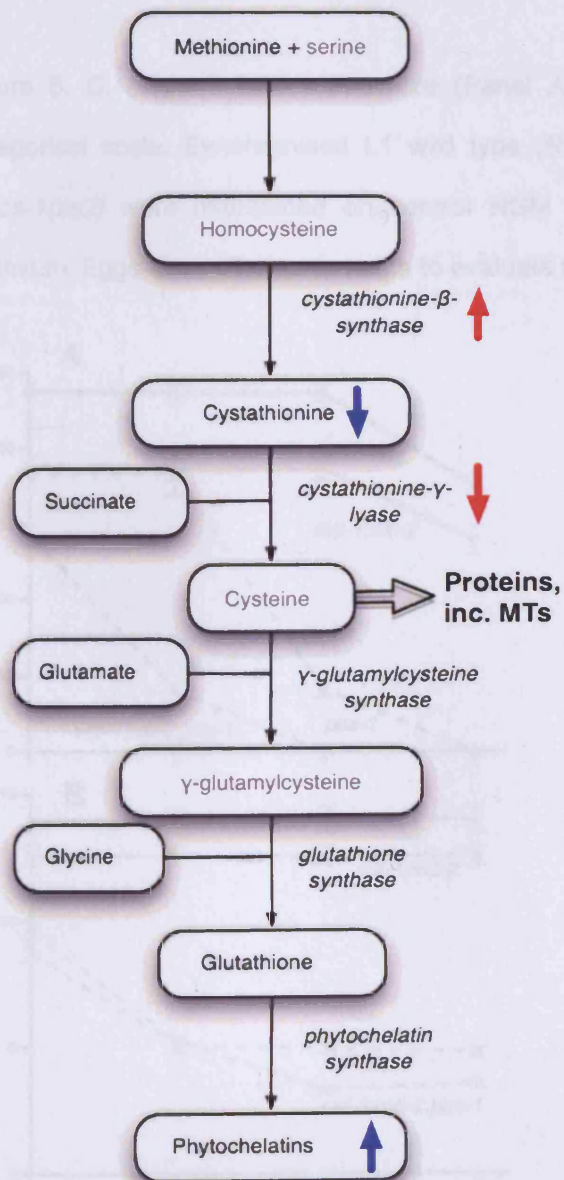 Methionine + serine
Homocysteine
cystathionine-β-
synthase
Cystathionine
Succinate
cystathionine-γ-
lyase
Cysteine
Proteins,
inc. MTs
Glutamate
γ-glutamylcysteine
synthase
γ-glutamylcysteine
Glycine
glutathione
synthase
Glutathione
phytochelatin
synthase
Phytochelatins